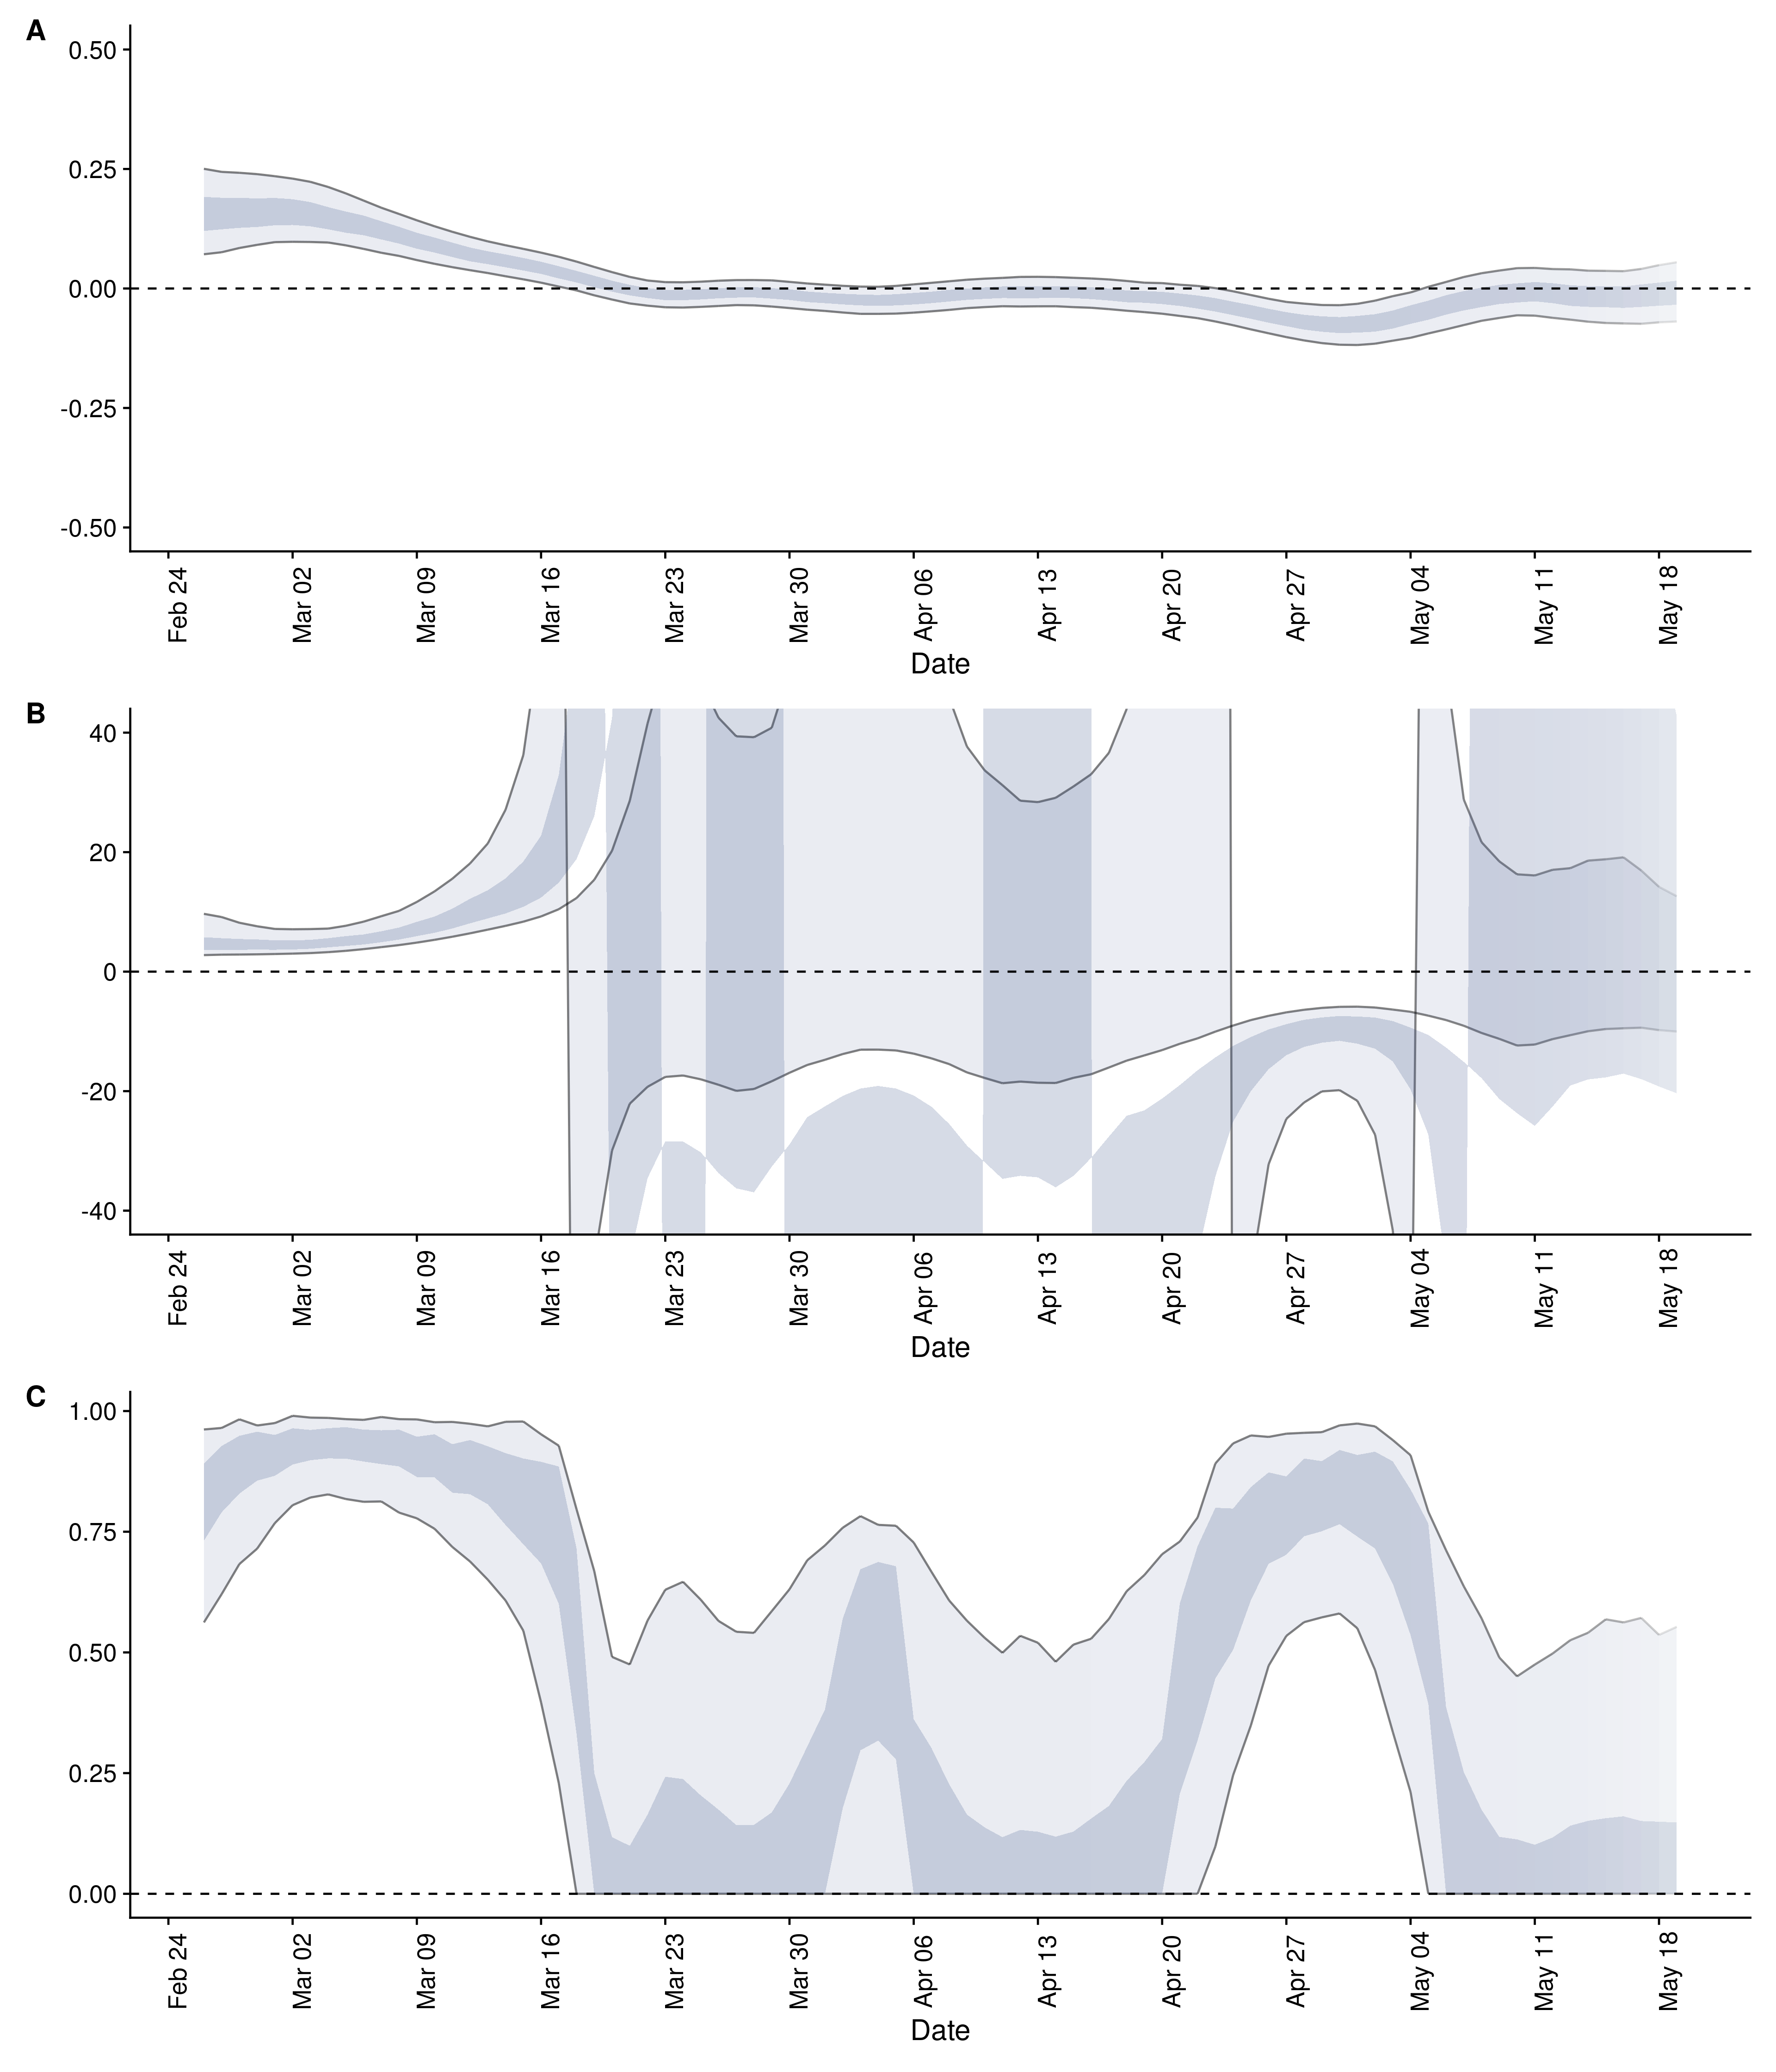 A
0.50
0.25
0.00
-0.25
-0.50
Feb 24
Mar 02
Mar 09
Mar 16
Mar 23
Mar 30
Apr 06
Apr 13
Apr 20
Apr 27
May 04
May 11
May 18
Date
B
40
20
0
-20
-40
Feb 24
Mar 02
Mar 09
Mar 16
Mar 23
Mar 30
Apr 06
Apr 13
Apr 20
Apr 27
May 04
May 11
May 18
Date
C
1.00
0.75
0.50
0.25
0.00
Feb 24
Mar 02
Mar 09
Mar 16
Mar 23
Mar 30
Apr 06
Apr 13
Apr 20
Apr 27
May 04
May 11
May 18
Date